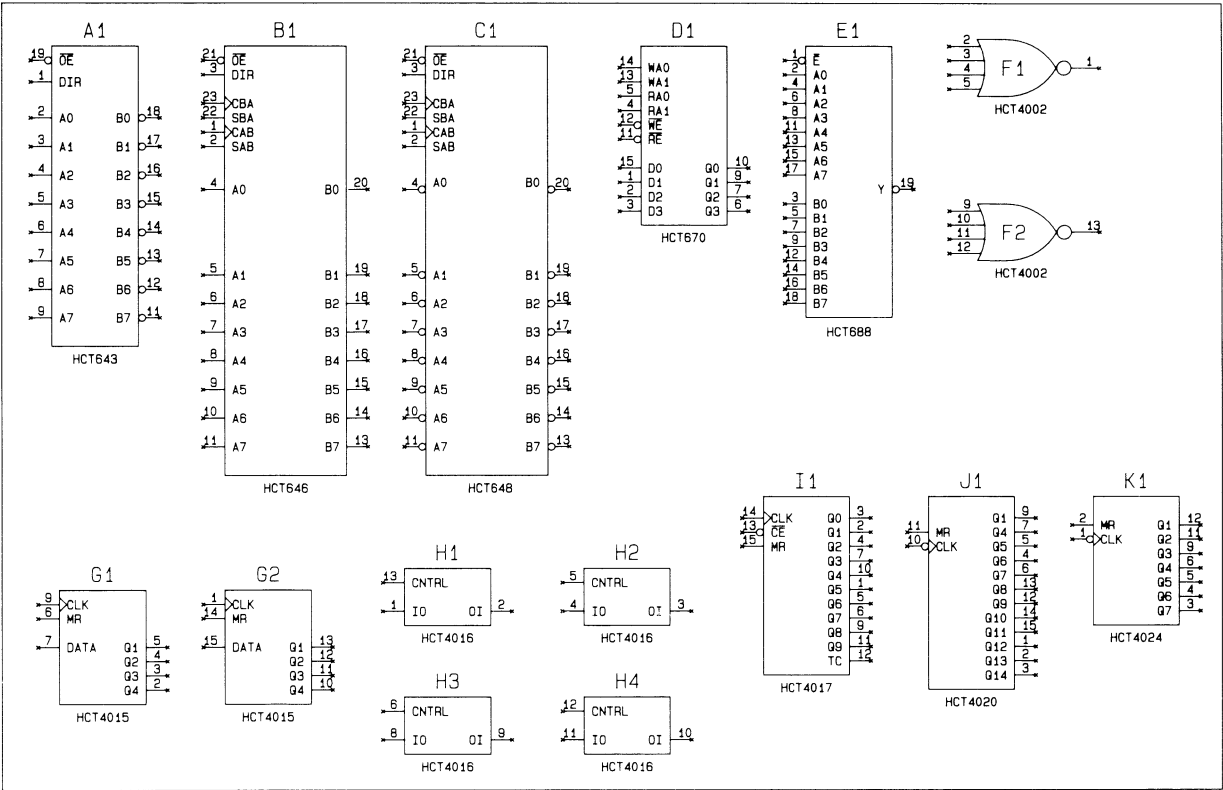 A1
19 OE
1 DIR
2 A0 B0 18
3 A1 B1 17
4 A2 B2 16
5 A3 B3 15
6 A4 B4 14
7 A5 B5 13
8 A6 B6 12
9 A7 B7 11
HCT643
B1
21 OE
3 DIR
23 CBA
22 SBA
1 CAB
2 SAB
4 A0 B0 20
5 A1 B1 19
6 A2 B2 18
7 A3 B3 17
8 A4 B4 16
9 A5 B5 15
10 A6 B6 14
11 A7 B7 13
HCT646
C1
21 OE
3 DIR
23 CBA
22 SBA
1 CAB
2 SAB
4 A0 B0 20
5 A1 B1 19
6 A2 B2 18
7 A3 B3 17
8 A4 B4 16
9 A5 B5 15
10 A6 B6 14
11 A7 B7 13
HCT648
D1
14 WA0
13 WA1
5 RA0
4 RA1
12 WE
11 RE
15 D0 Q0 10
1 D1 Q1 9
2 D2 Q2 7
3 D3 Q3 6
HCT670
E1
1 E
2 A0
4 A1
6 A2
8 A3
11 A4
13 A5
15 A6
17 A7
Y 19
3 B0
5 B1
7 B2
9 B3
12 B4
14 B5
16 B6
18 B7
HCT688
2
3
4
5
F1
1
HCT4002
9
10
11
12
F2
13
HCT4002
G1
9 CLK
6 MR
7 DATA Q1 5
Q2 4
Q3 3
Q4 2
HCT4015
G2
1 CLK
14 MR
15 DATA Q1 13
Q2 12
Q3 11
Q4 10
HCT4015
H1
13 CNTRL
1 IO OI 2
HCT4016
H2
5 CNTRL
4 IO OI 3
HCT4016
H3
6 CNTRL
8 IO OI 9
HCT4016
H4
12 CNTRL
11 IO OI 10
HCT4016
I1
14 CLK Q0 3
13 CE Q1 2
15 MR Q2 4
Q3 7
Q4 10
Q5 1
Q6 5
Q7 6
Q8 9
Q9 11
TC 12
HCT4017
J1
Q1 9
11 MR Q4 7
10 CLK Q5 5
Q6 4
Q7 6
Q8 13
Q9 12
Q10 14
Q11 15
Q12 1
Q13 2
Q14 3
HCT4020
K1
2 MR Q1 12
1 CLK Q2 11
Q3 9
Q4 6
Q5 5
Q6 4
Q7 3
HCT4024